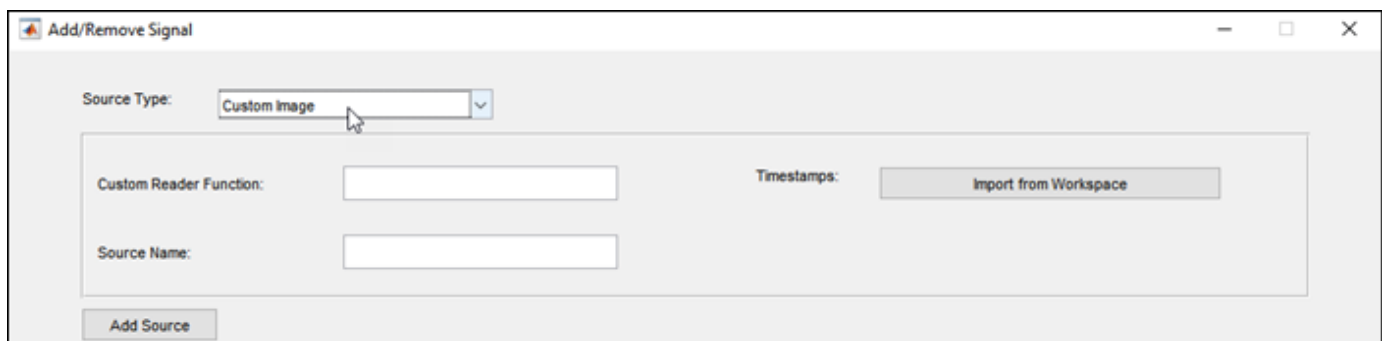 Add/Remove Signal
Source Type: Custom Image
Custom Reader Function: Timestamps: Import from Workspace
Source Name:
Add Source